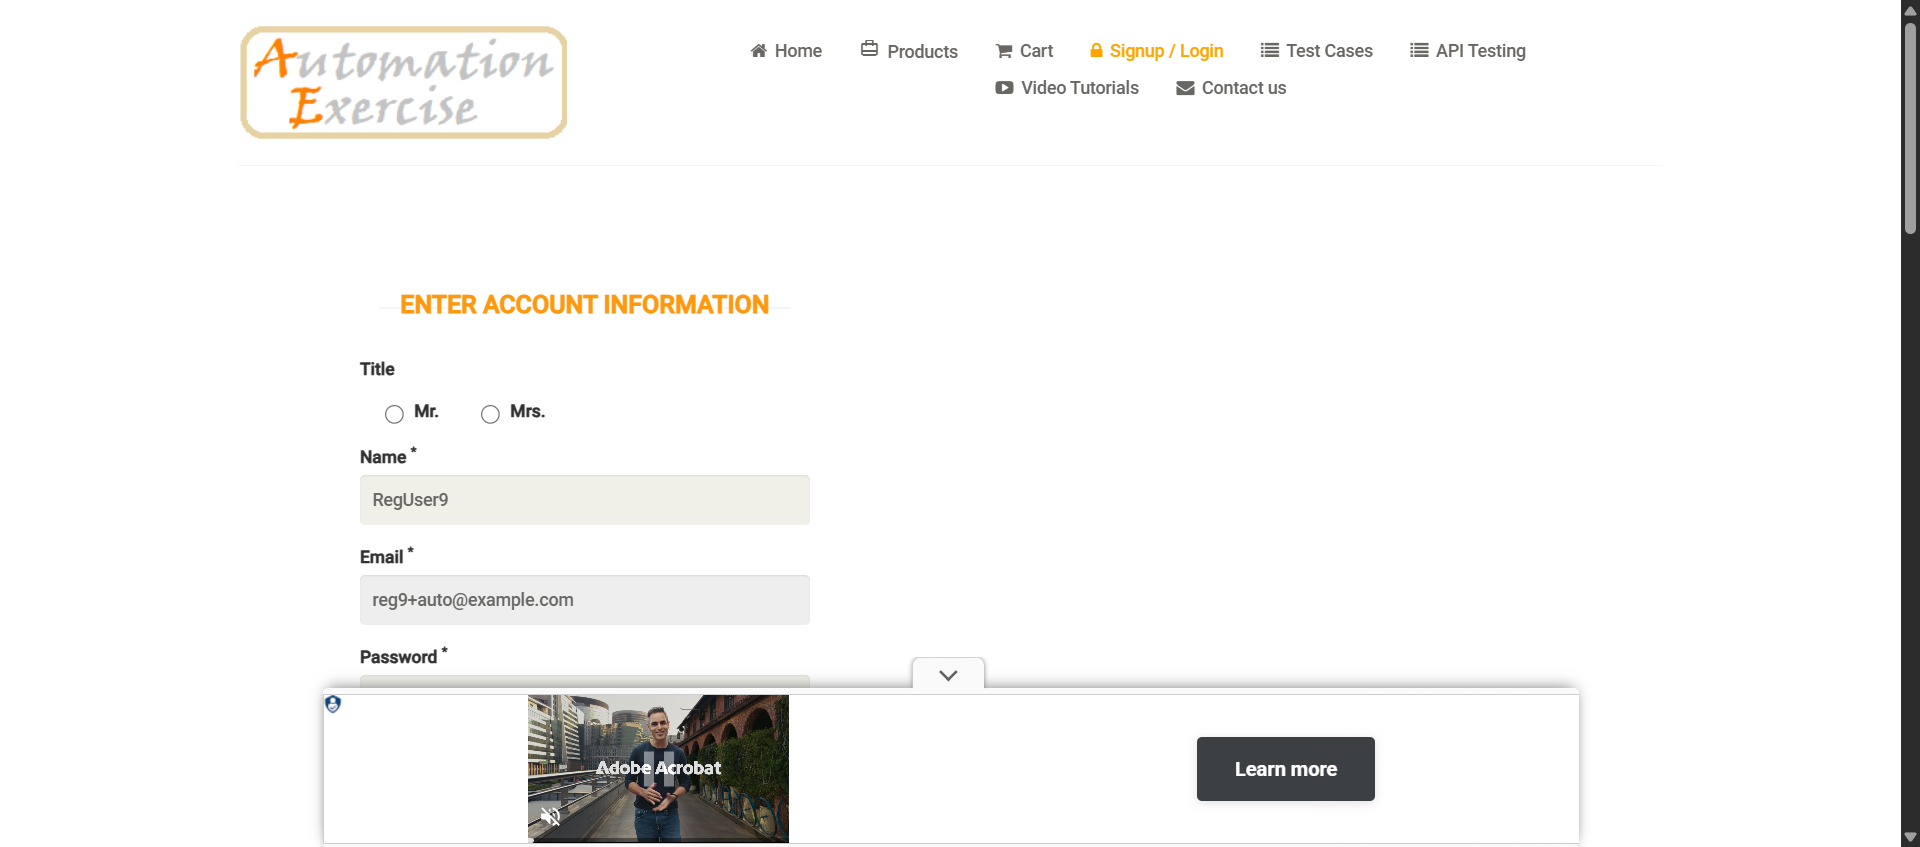 Automation
Exercise
Home
Products
Cart
Signup / Login
Test Cases
API Testing
Video Tutorials
Contact us
ENTER ACCOUNT INFORMATION
Title
Mr.
Mrs.
Name *
RegUser9
Email *
reg9+auto@example.com
Password *
Adobe Acrobat
Learn more